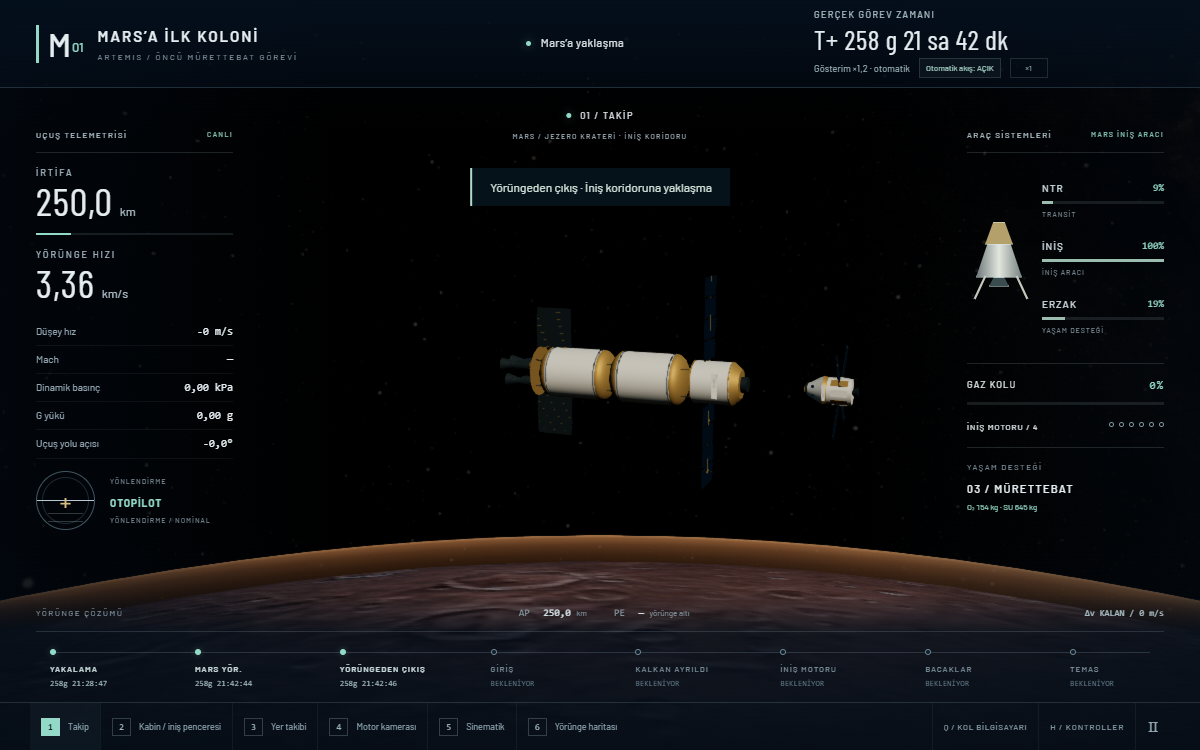 M01
MARS'A İLK KOLONİ
ARTEMIS / ÖNCÜ MÜRETTEBAT GÖREVİ
Mars'a yaklaşma
GERÇEK GÖREV ZAMANI
T+ 258 g 21 sa 42 dk
Gösterim ×1,2 · otomatik
Otomatik akış: AÇIK
×1
01 / TAKİP
MARS / JEZERO KRATERİ · İNİŞ KORİDORU
Yörüngeden çıkış · İniş koridoruna yaklaşma
UÇUŞ TELEMETRİSİ
CANLI
İRTİFA
250,0 km
YÖRÜNGE HIZI
3,36 km/s
Düşey hız -0 m/s
Mach —
Dinamik basınç 0,00 kPa
G yükü 0,00 g
Uçuş yolu açısı -0,0°
YÖNLENDİRME
OTOPİLOT
YÖNLENDİRME / NOMİNAL
ARAÇ SİSTEMLERİ
MARS İNİŞ ARACI
NTR 9%
TRANSİT
İNİŞ 100%
İNİŞ ARACI
ERZAK 19%
YAŞAM DESTEĞİ
GAZ KOLU 0%
İNİŞ MOTORU / 4
YAŞAM DESTEĞİ
03 / MÜRETTEBAT
O₂ 154 kg · SU 645 kg
YÖRÜNGE ÇÖZÜMÜ
AP 250,0 km
PE — yörünge altı
Δv KALAN / 0 m/s
YAKALAMA
258g 21:28:47
MARS YÖR.
258g 21:42:44
YÖRÜNGEDEN ÇIKIŞ
258g 21:42:46
GİRİŞ
BEKLENİYOR
KALKAN AYRILDI
BEKLENİYOR
İNİŞ MOTORU
BEKLENİYOR
BACAKLAR
BEKLENİYOR
TEMAS
BEKLENİYOR
1 Takip
2 Kabin / iniş penceresi
3 Yer takibi
4 Motor kamerası
5 Sinematik
6 Yörünge haritası
Q / KOL BİLGİSAYARI
H / KONTROLLER